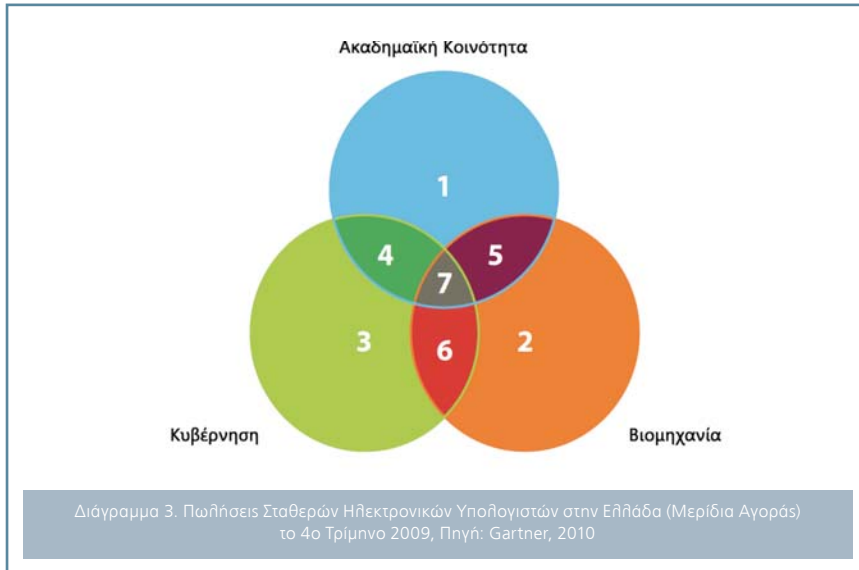 Ακαδημαϊκή Κοινότητα
1
4
5
7
3
6
2
Κυβέρνηση
Βιομηχανία
Διάγραμμα 3. Πωλήσεις Σταθερών Ηλεκτρονικών Υπολογιστών στην Ελλάδα (Μερίδια Αγοράς)
το 4ο Τρίμηνο 2009, Πηγή: Gartner, 2010